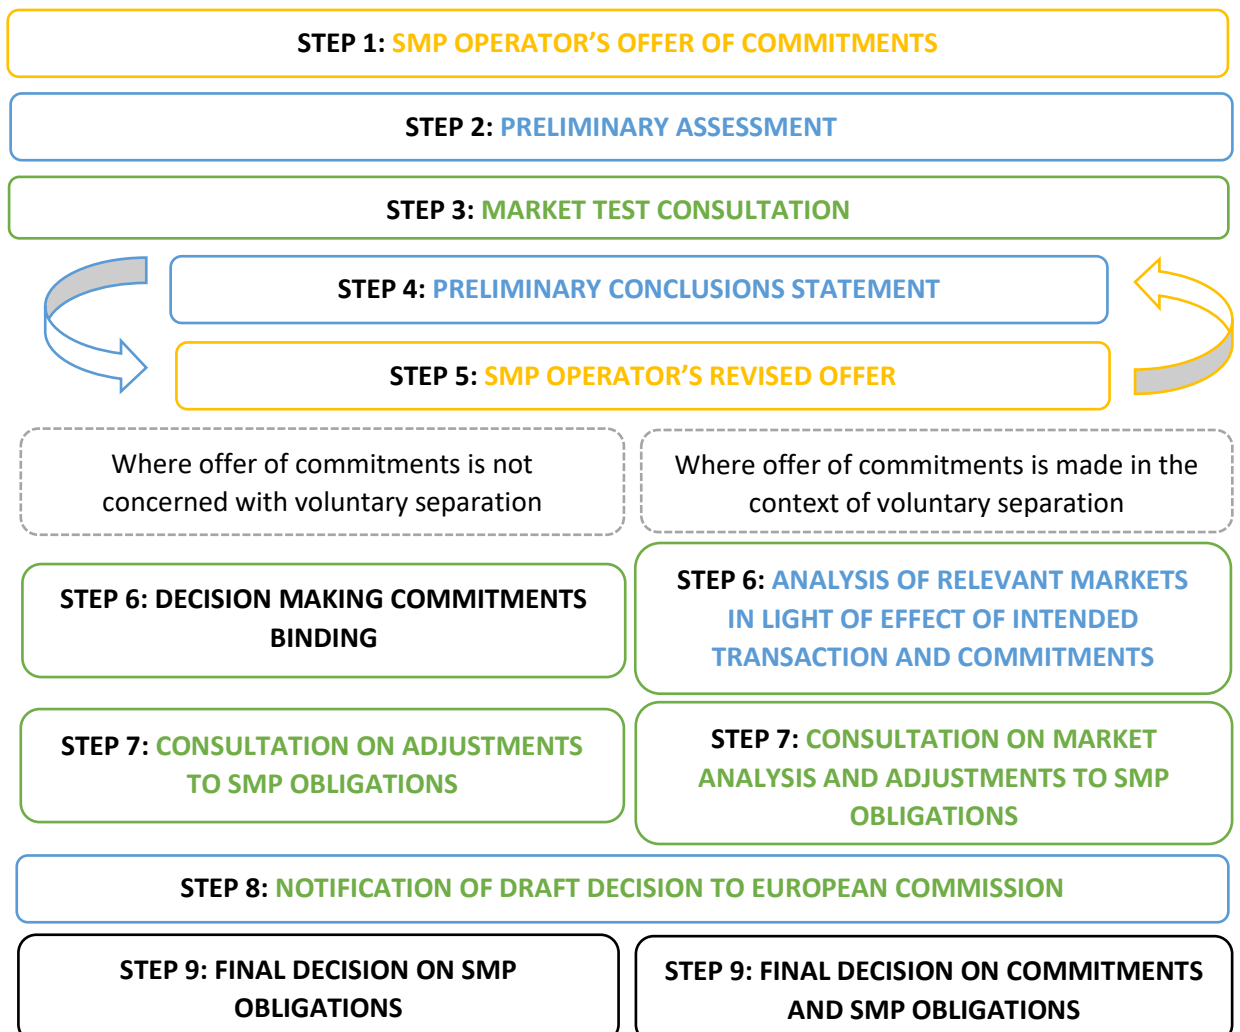 STEP 1: SMP OPERATOR’S OFFER OF COMMITMENTS
STEP 2: PRELIMINARY ASSESSMENT
STEP 3: MARKET TEST CONSULTATION
STEP 4: PRELIMINARY CONCLUSIONS STATEMENT
STEP 5: SMP OPERATOR’S REVISED OFFER
Where offer of commitments is not
concerned with voluntary separation
Where offer of commitments is made in the
context of voluntary separation
STEP 6: DECISION MAKING COMMITMENTS
BINDING
STEP 6: ANALYSIS OF RELEVANT MARKETS
IN LIGHT OF EFFECT OF INTENDED
TRANSACTION AND COMMITMENTS
STEP 7: CONSULTATION ON ADJUSTMENTS
TO SMP OBLIGATIONS
STEP 7: CONSULTATION ON MARKET
ANALYSIS AND ADJUSTMENTS TO SMP
OBLIGATIONS
STEP 8: NOTIFICATION OF DRAFT DECISION TO EUROPEAN COMMISSION
STEP 9: FINAL DECISION ON SMP
OBLIGATIONS
STEP 9: FINAL DECISION ON COMMITMENTS
AND SMP OBLIGATIONS